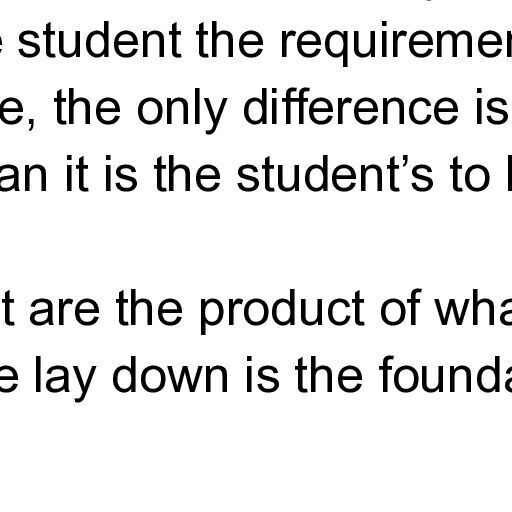 student the requiremen
e, the only difference is
an it is the student’s to
t are the product of wha
e lay down is the founda